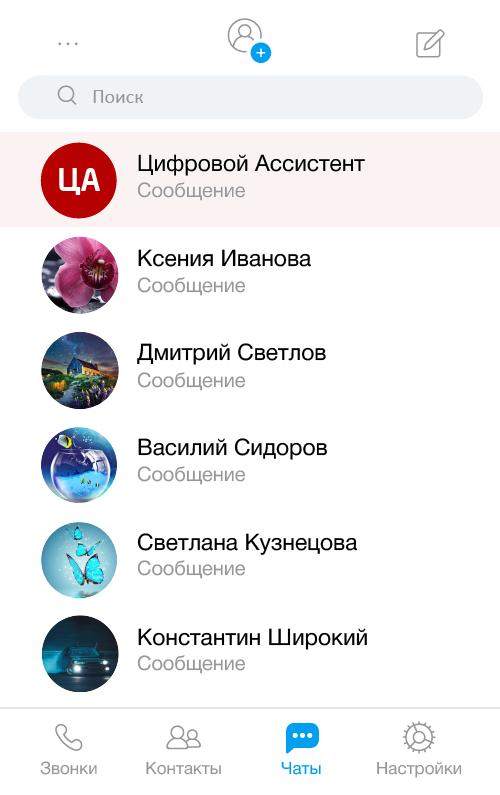 ...
Поиск
ЦА
Цифровой Ассистент
Сообщение
Ксения Иванова
Сообщение
Дмитрий Светлов
Сообщение
Василий Сидоров
Сообщение
Светлана Кузнецова
Сообщение
Константин Широкий
Сообщение
Звонки Контакты Чаты Настройки